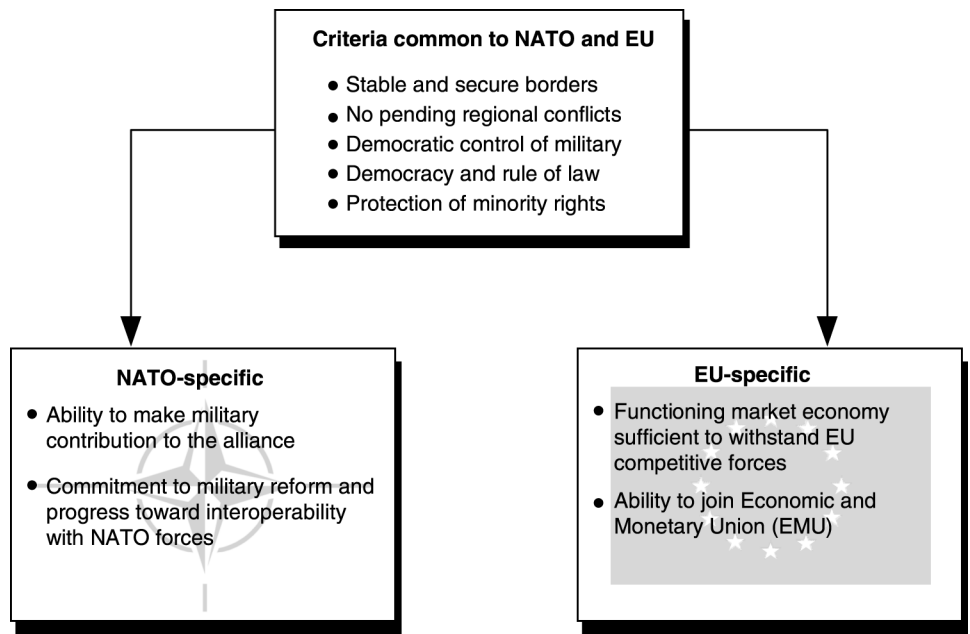 Criteria common to NATO and EU
● Stable and secure borders
● No pending regional conflicts
● Democratic control of military
● Democracy and rule of law
● Protection of minority rights
NATO-specific
● Ability to make military
contribution to the alliance
● Commitment to military reform and
progress toward interoperability
with NATO forces
EU-specific
● Functioning market economy
sufficient to withstand EU
competitive forces
● Ability to join Economic and
Monetary Union (EMU)